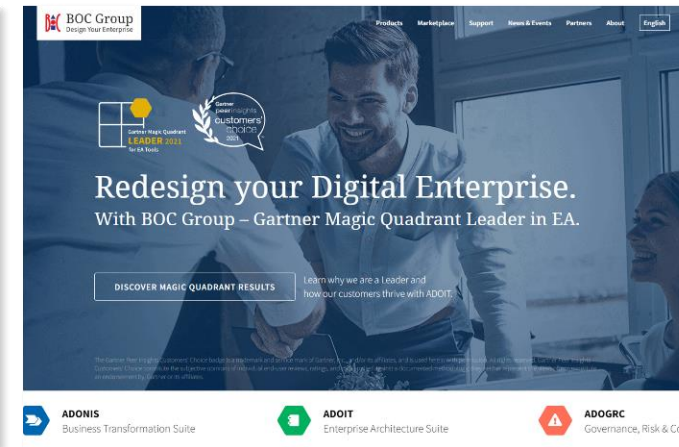 BOC Group
Design Your Enterprise
Products Marketplace Support News & Events Partners About English
Gartner Magic Quadrant
LEADER 2021
for EA Tools
Gartner
peerinsights
customers'
choice
2021
Redesign your Digital Enterprise.
With BOC Group – Gartner Magic Quadrant Leader in EA.
DISCOVER MAGIC QUADRANT RESULTS
Learn why we are a Leader and
how our customers thrive with ADOIT.
ADONIS
Business Transformation Suite
ADOIT
Enterprise Architecture Suite
ADOGRC
Governance, Risk & Co